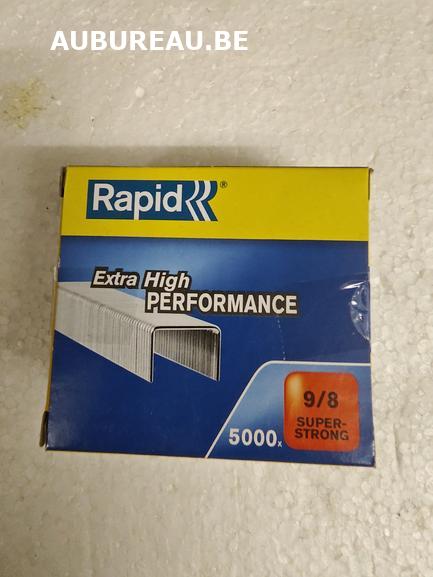 AUBUREAU.BE
Rapid®
Extra High
PERFORMANCE
5000x
9/8
SUPER-
STRONG